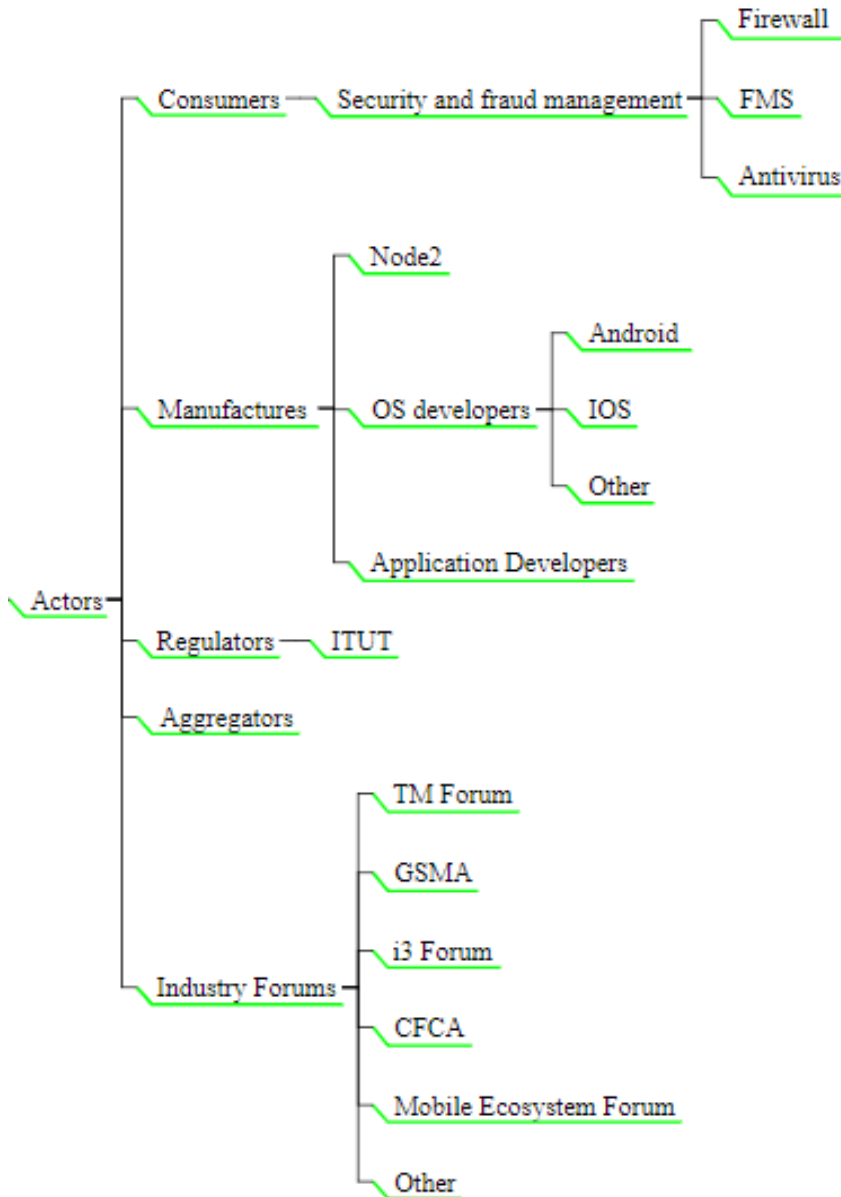 Firewall
Consumers
Security and fraud management
FMS
Antivirus
Node2
Android
Manufactures
OS developers
IOS
Other
Application Developers
Actors
Regulators
ITUT
Aggregators
TM Forum
GSMA
i3 Forum
Industry Forums
CFCA
Mobile Ecosystem Forum
Other